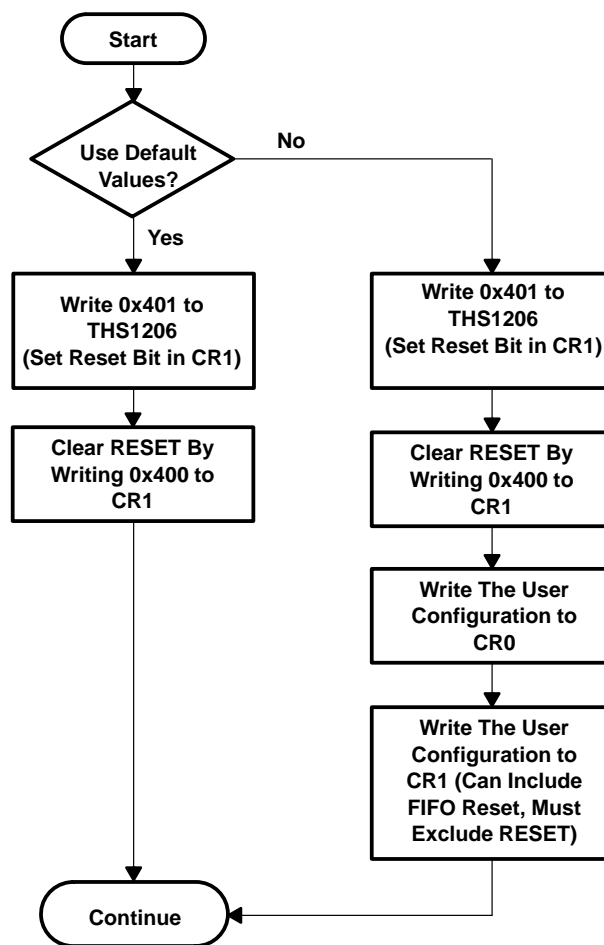 Start
Use Default
Values?
No
Yes
Write 0x401 to
THS1206
(Set Reset Bit in CR1)
Clear RESET By
Writing 0x400 to
CR1
Write 0x401 to
THS1206
(Set Reset Bit in CR1)
Clear RESET By
Writing 0x400 to
CR1
Write The User
Configuration to
CR0
Write The User
Configuration to
CR1 (Can Include
FIFO Reset, Must
Exclude RESET)
Continue